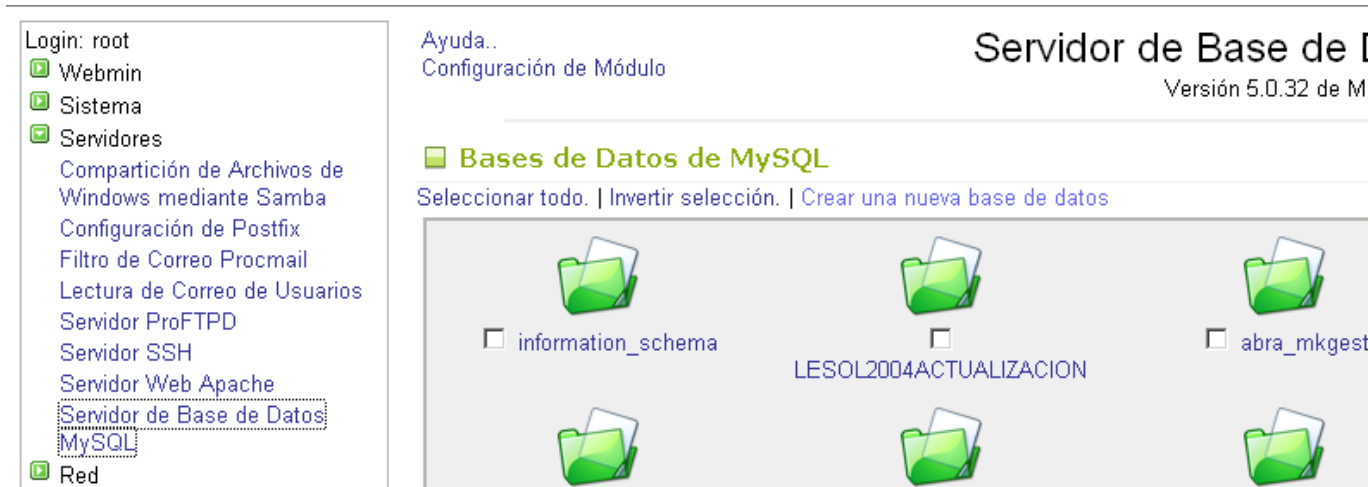 Login: root
Webmin
Sistema
Servidores
Compartición de Archivos de
Windows mediante Samba
Configuración de Postfix
Filtro de Correo Procmail
Lectura de Correo de Usuarios
Servidor ProFTPD
Servidor SSH
Servidor Web Apache
Servidor de Base de Datos
MySQL
Red
Ayuda..
Configuración de Módulo
Servidor de Base de
Versión 5.0.32 de M
Bases de Datos de MySQL
Seleccionar todo. | Invertir selección. | Crear una nueva base de datos
information_schema
LESOL2004ACTUALIZACION
abra_mkgest